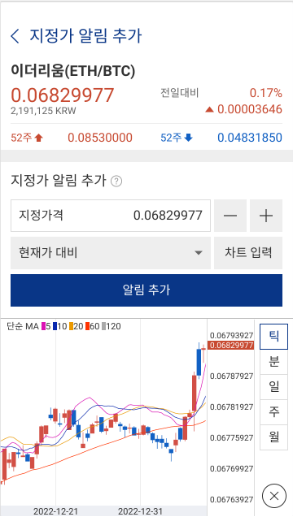 지정가 알림 추가
이더리움(ETH/BTC)
0.06829977
전일대비 0.17%
2,191,125 KRW
▲ 0.00003646
52주 0.08530000 52주 0.04831850
지정가 알림 추가 ?
지정가격 0.06829977 — +
현재가 대비 차트 입력
알림 추가
단순 MA 5 10 20 60 120
0.06793927
0.06829977
0.06787927
0.06781927
0.06775927
0.06769927
0.06763927
틱
분
일
주
월
2022-12-21 2022-12-31